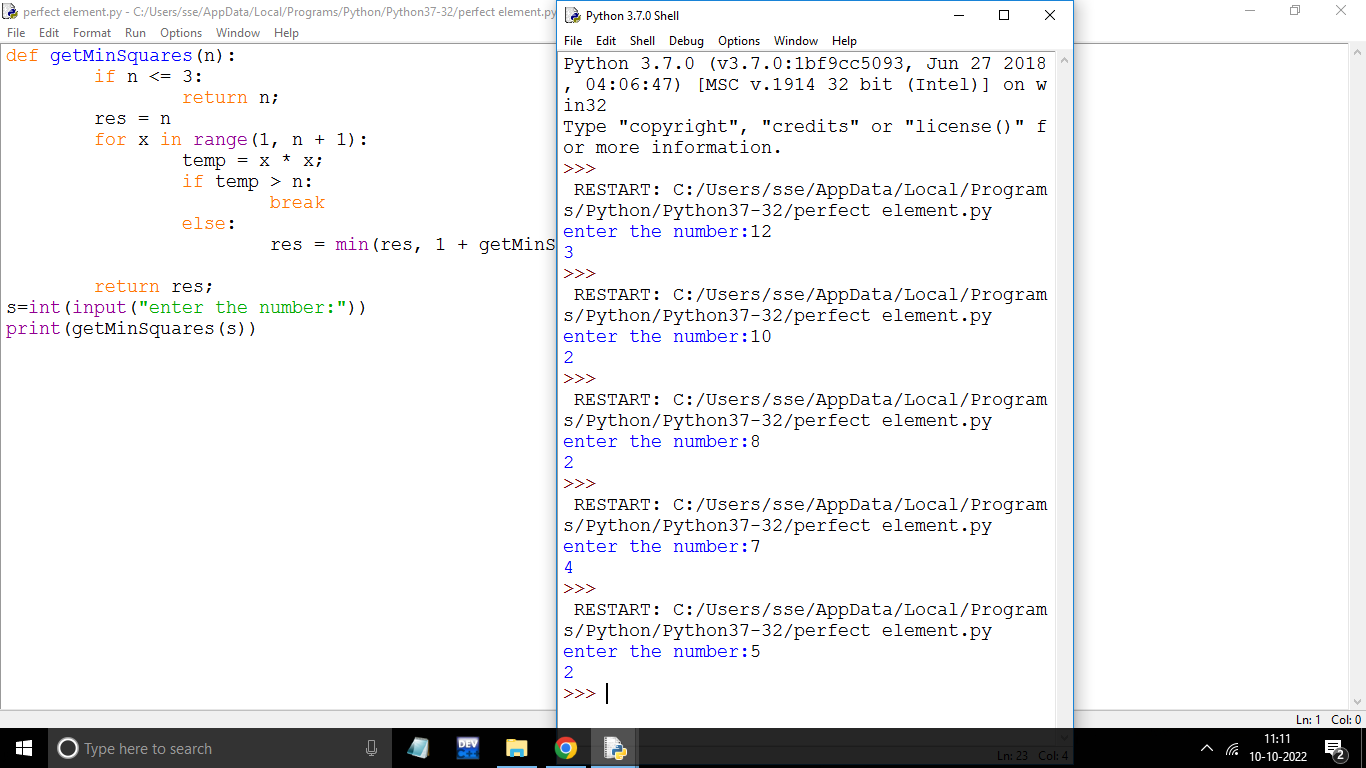 perfect element.py - C:/Users/sse/AppData/Local/Programs/Python/Python37-32/perfect element.py
File Edit Format Run Options Window Help
def getMinSquares(n):
if n <= 3:
return n;
res = n
for x in range(1, n + 1):
temp = x * x;
if temp > n:
break
else:
res = min(res, 1 + getMinS
return res;
s=int(input("enter the number:"))
print(getMinSquares(s))
Python 3.7.0 Shell
File Edit Shell Debug Options Window Help
Python 3.7.0 (v3.7.0:1bf9cc5093, Jun 27 2018
, 04:06:47) [MSC v.1914 32 bit (Intel)] on w
in32
Type "copyright", "credits" or "license()" f
or more information.
>>>
RESTART: C:/Users/sse/AppData/Local/Program
s/Python/Python37-32/perfect element.py
enter the number:12
3
>>>
RESTART: C:/Users/sse/AppData/Local/Program
s/Python/Python37-32/perfect element.py
enter the number:10
2
>>>
RESTART: C:/Users/sse/AppData/Local/Program
s/Python/Python37-32/perfect element.py
enter the number:8
2
>>>
RESTART: C:/Users/sse/AppData/Local/Program
s/Python/Python37-32/perfect element.py
enter the number:7
4
>>>
RESTART: C:/Users/sse/AppData/Local/Program
s/Python/Python37-32/perfect element.py
enter the number:5
2
>>>
Ln: 1 Col: 0
Ln: 23 Col: 4
Type here to search
DEV
11:11
10-10-2022
2